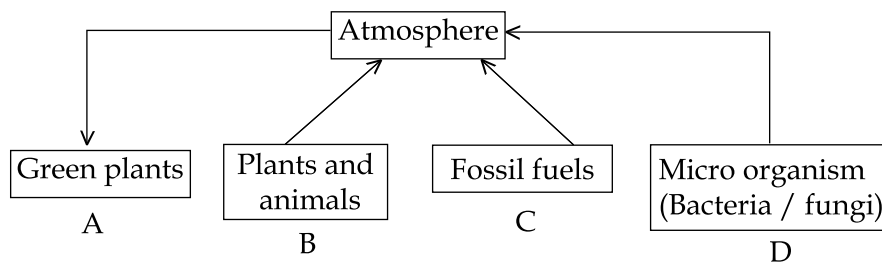 Atmosphere
Green plants
A
Plants and
animals
B
Fossil fuels
C
Micro organism
(Bacteria / fungi)
D